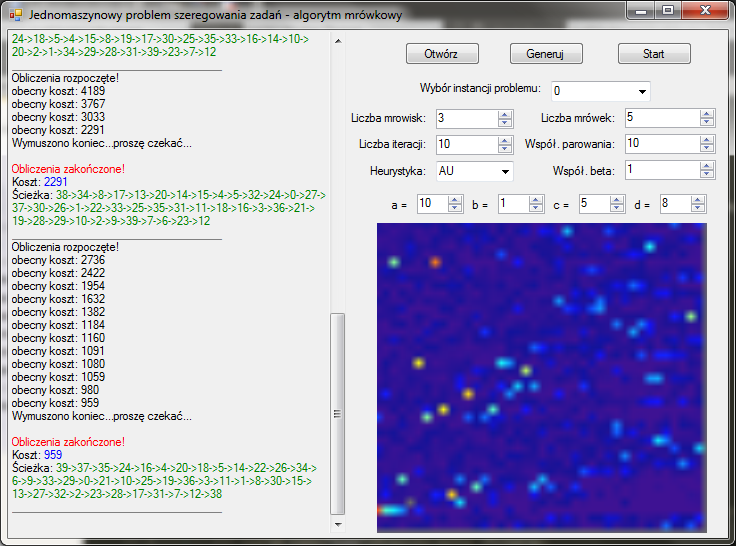 Jednomaszynowy problem szeregowania zadań - algorytm mrówkowy
24->18->5->4->15->8->19->17->30->25->35->33->16->14->10->
20->2->1->34->29->28->31->39->23->7->12
Obliczenia rozpoczęte!
obecny koszt: 4189
obecny koszt: 3767
obecny koszt: 3033
obecny koszt: 2291
Wymuszono koniec...proszę czekać...
Obliczenia zakończone!
Koszt: 2291
Ścieżka: 38->34->8->17->13->20->14->15->4->5->32->24->0->27->
37->30->26->1->22->33->25->35->31->11->18->16->3->36->21->
19->28->29->10->2->9->39->7->6->23->12
Obliczenia rozpoczęte!
obecny koszt: 2736
obecny koszt: 2422
obecny koszt: 1954
obecny koszt: 1632
obecny koszt: 1382
obecny koszt: 1184
obecny koszt: 1160
obecny koszt: 1091
obecny koszt: 1080
obecny koszt: 1059
obecny koszt: 980
obecny koszt: 959
Wymuszono koniec...proszę czekać...
Obliczenia zakończone!
Koszt: 959
Ścieżka: 39->37->35->24->16->4->20->18->5->14->22->26->34->
6->9->33->29->0->21->10->25->19->36->3->11->1->8->30->15->
13->27->32->2->23->28->17->31->7->12->38
Otwórz Generuj Start
Wybór instancji problemu: 0
Liczba mrowisk: 3 Liczba mrówek: 5
Liczba iteracji: 10 Współ. parowania: 10
Heurystyka: AU Współ. beta: 1
a = 10 b = 1 c = 5 d = 8